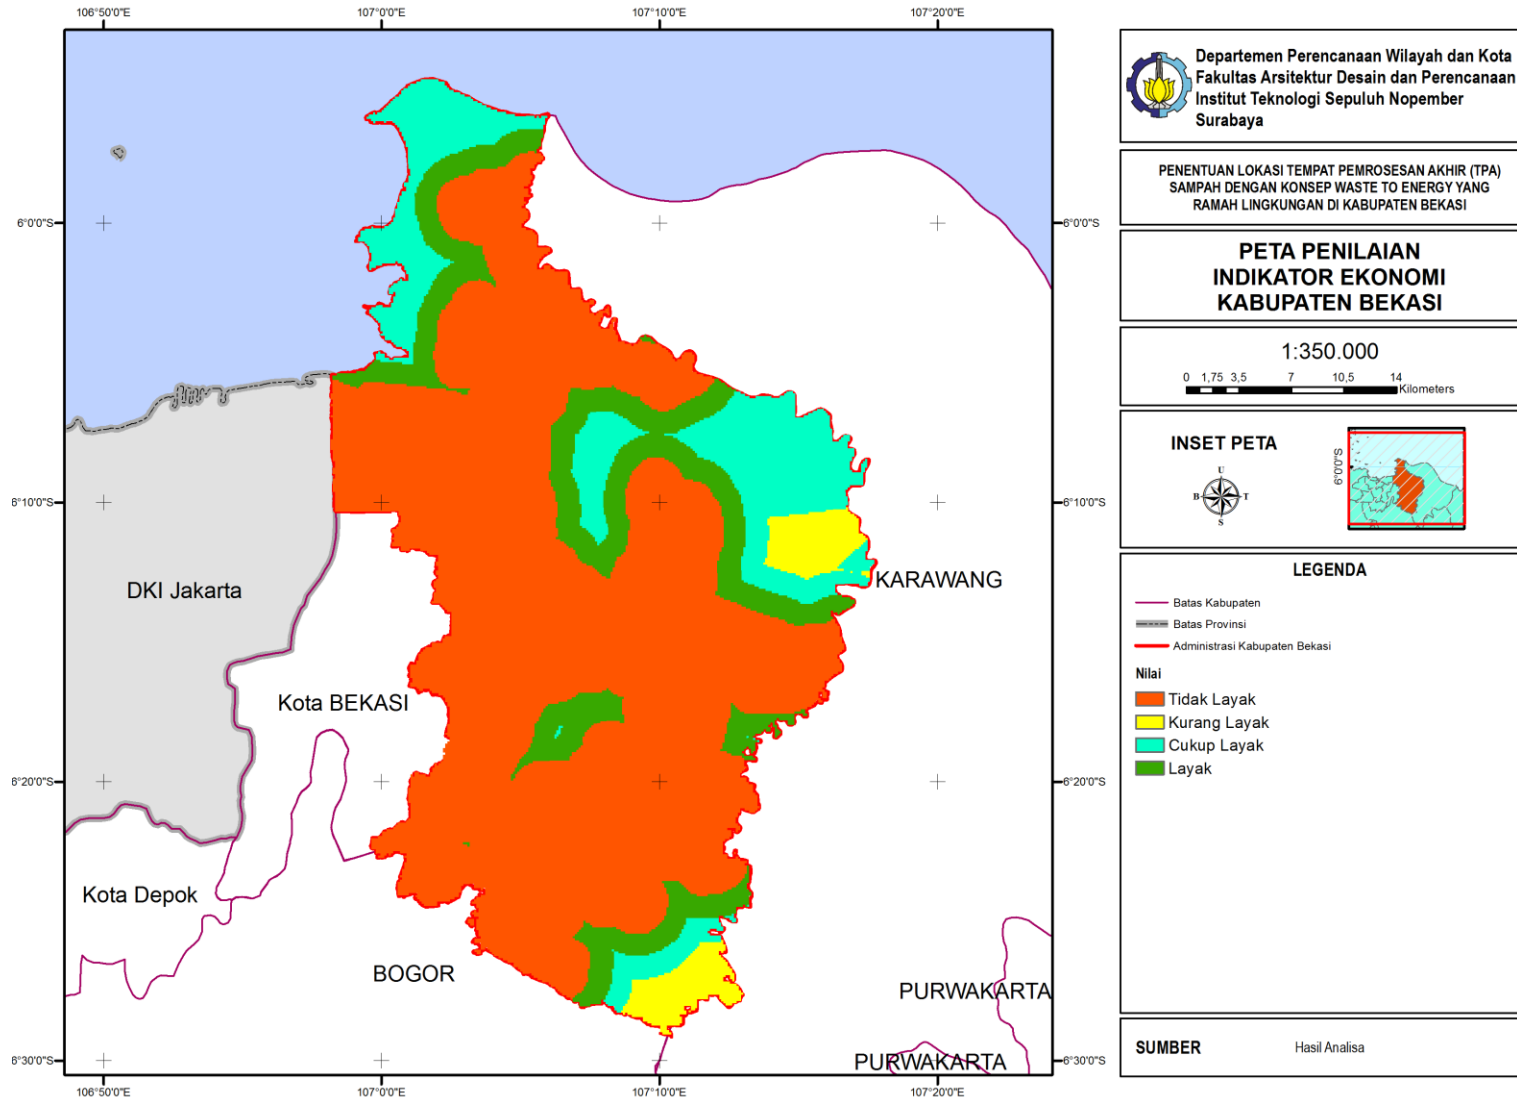 106°50'0"E
107°0'0"E
107°10'0"E
107°20'0"E
6°0'0"S
6°0'0"S
6°10'0"S
6°10'0"S
6°20'0"S
6°20'0"S
6°30'0"S
6°30'0"S
106°50'0"E
107°0'0"E
107°10'0"E
107°20'0"E
DKI Jakarta
KARAWANG
Kota BEKASI
Kota Depok
BOGOR
PURWAKARTA
PURWAKARTA
Departemen Perencanaan Wilayah dan Kota
Fakultas Arsitektur Desain dan Perencanaan
Institut Teknologi Sepuluh Nopember
Surabaya
PENENTUAN LOKASI TEMPAT PEMROSESAN AKHIR (TPA)
SAMPAH DENGAN KONSEP WASTE TO ENERGY YANG
RAMAH LINGKUNGAN DI KABUPATEN BEKASI
PETA PENILAIAN
INDIKATOR EKONOMI
KABUPATEN BEKASI
1:350.000
0 1,75 3,5 7 10,5 14
Kilometers
INSET PETA
U
B T
S
6°0'0"S
LEGENDA
Batas Kabupaten
Batas Provinsi
Administrasi Kabupaten Bekasi
Nilai
Tidak Layak
Kurang Layak
Cukup Layak
Layak
SUMBER Hasil Analisa